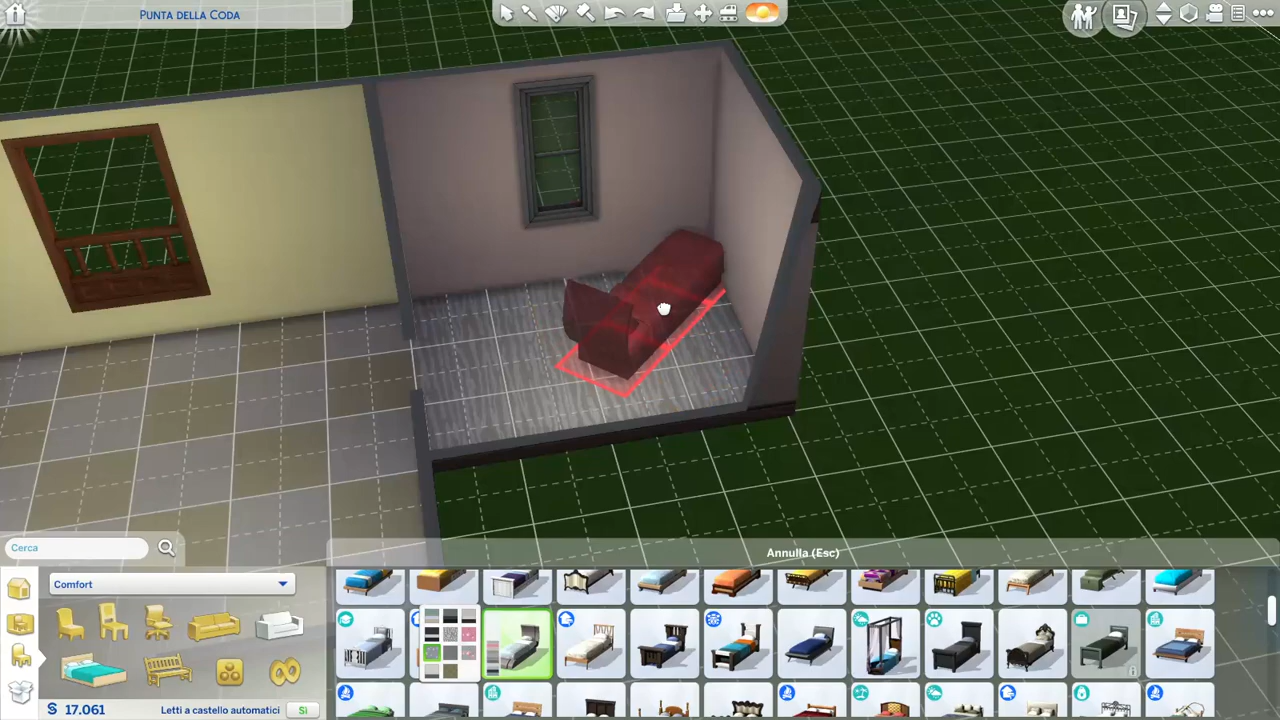 Punta della Coda
Annulla (Esc)
Cerca
Comfort
§ 17.061
Letti a castello automatici
Sì